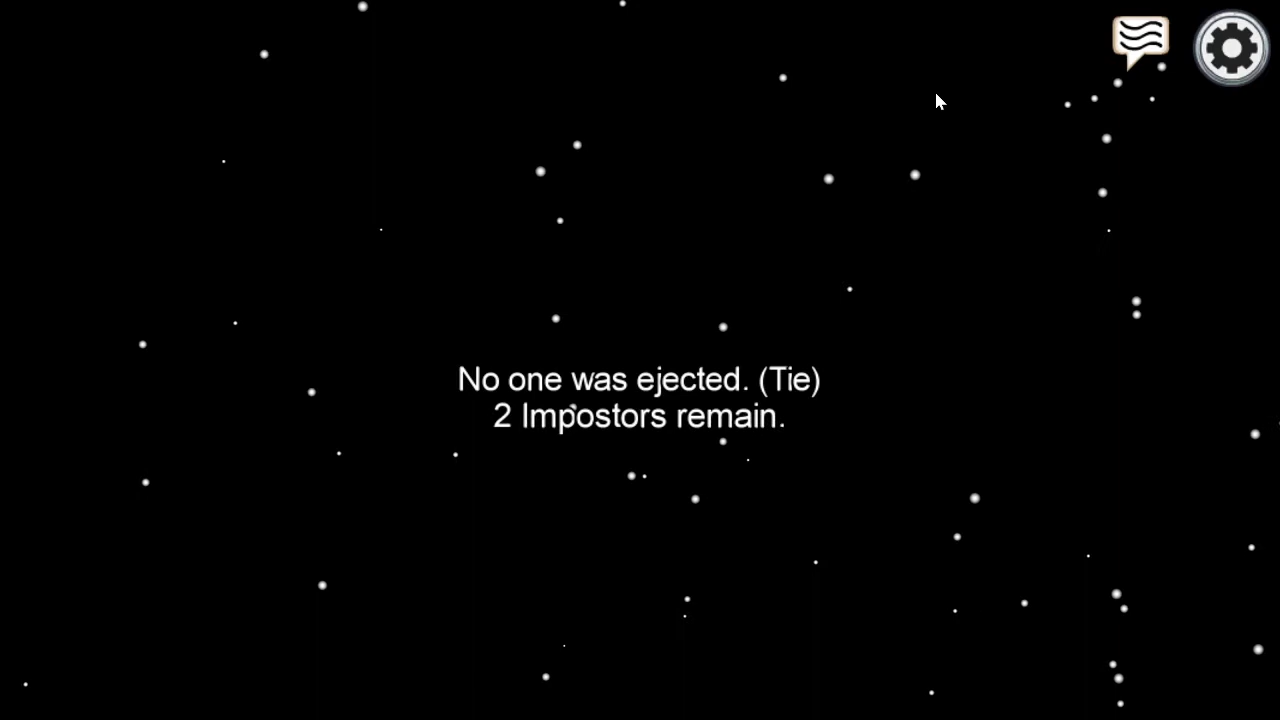 No one was ejected. (Tie)
2 Impostors remain.